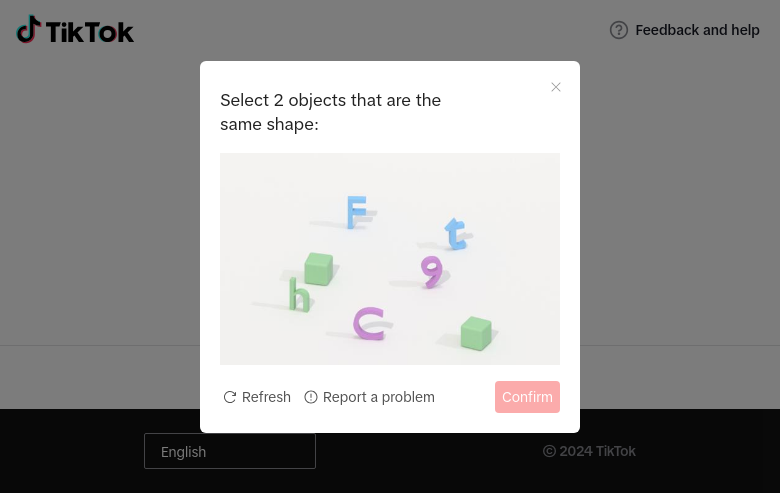 TikTok
Feedback and help
Select 2 objects that are the
same shape:
F
t
9
h
C
Refresh
Report a problem
Confirm
English
© 2024 TikTok